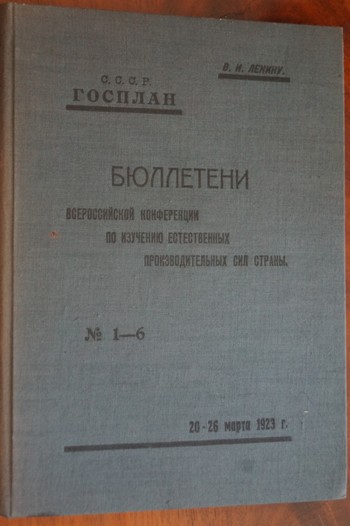 С. С. С. Р.
ГОСПЛАН
В. И. ЛЕНИНУ.
БЮЛЛЕТЕНИ
ВСЕРОССИЙСКОЙ КОНФЕРЕНЦИИ
ПО ИЗУЧЕНИЮ ЕСТЕСТВЕННЫХ
ПРОИЗВОДИТЕЛЬНЫХ СИЛ СТРАНЫ.
№ 1—6
20-26 марта 1923 г.